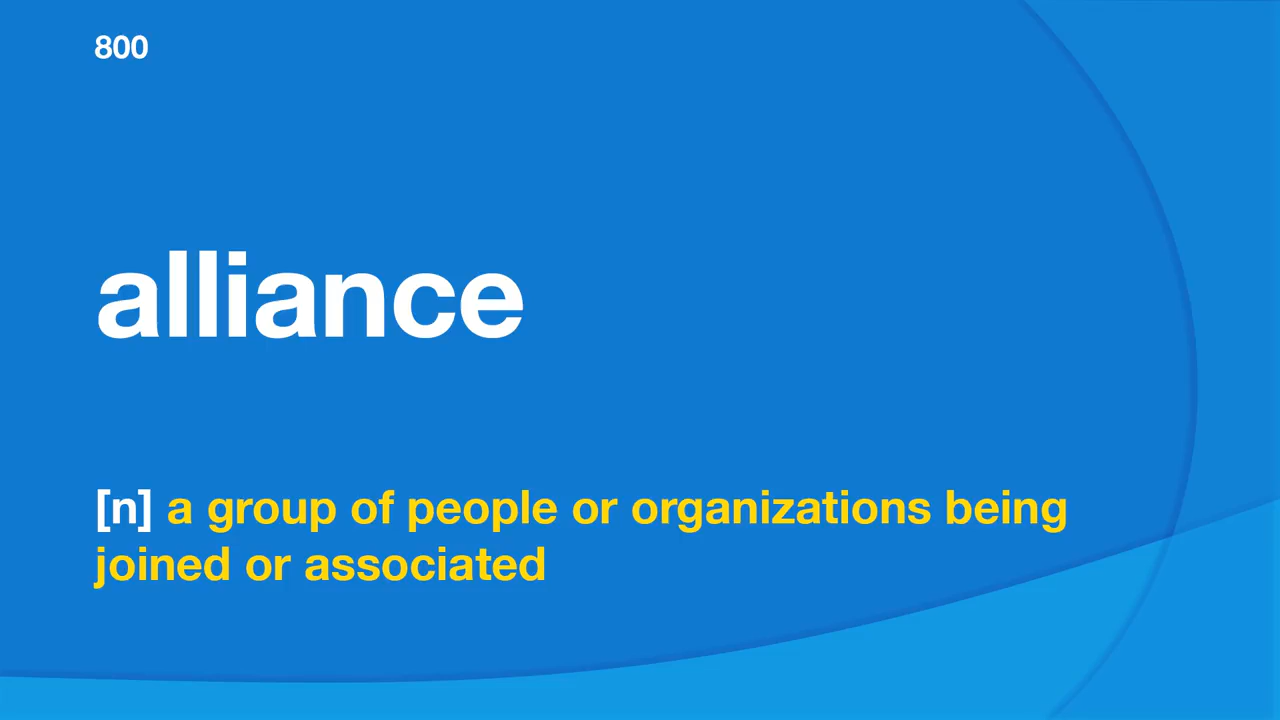 800
alliance
[n] a group of people or organizations being
joined or associated